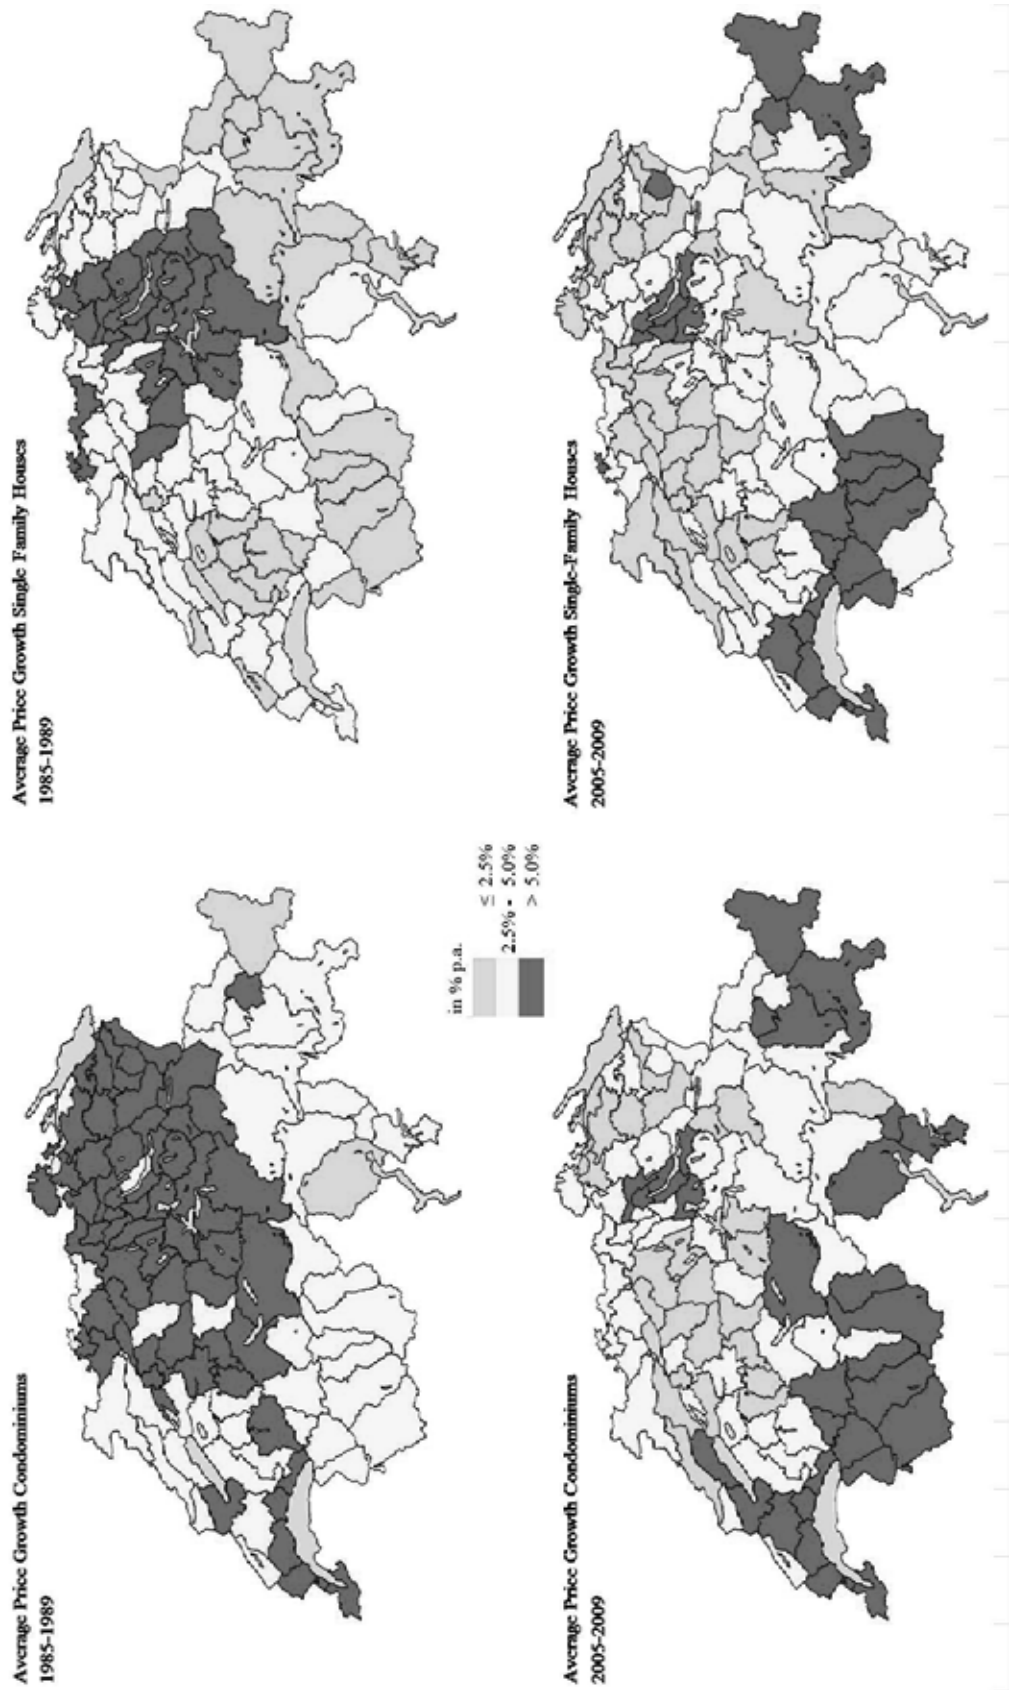 Average Price Growth Condominiums
1985-1989
Average Price Growth Single Family Houses
1985-1989
in % p.a.
≤ 2.5%
2.5% - 5.0%
> 5.0%
Average Price Growth Condominiums
2005-2009
Average Price Growth Single-Family Houses
2005-2009